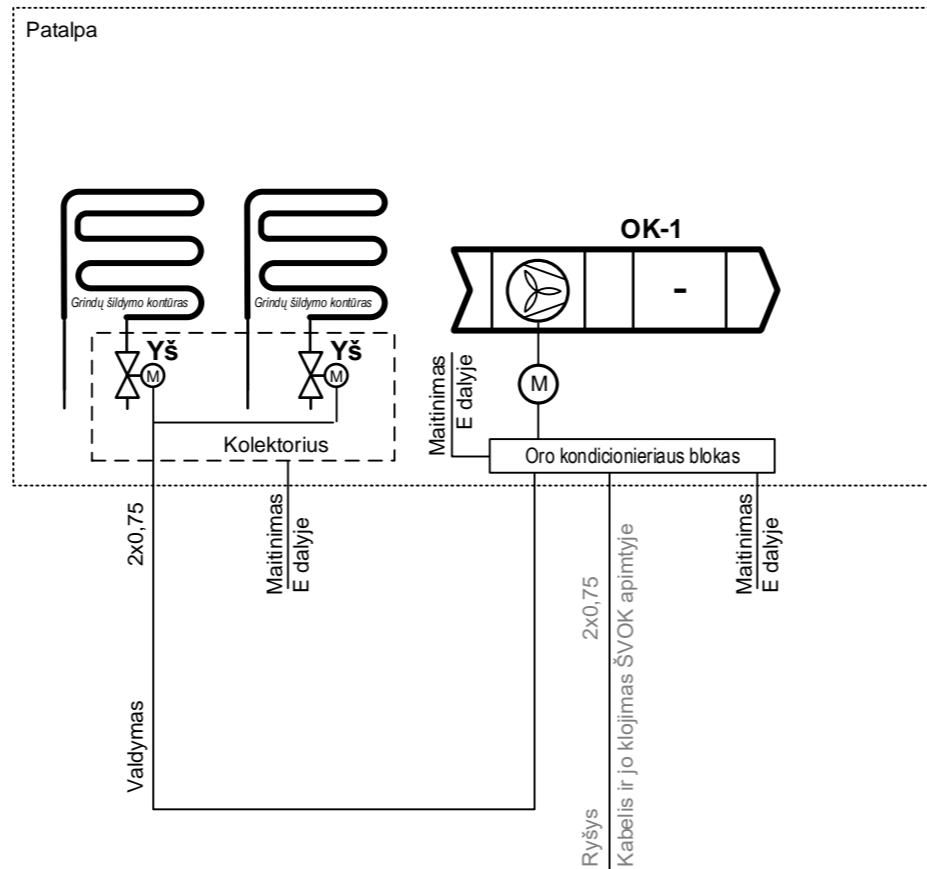 Patalpa
OK-1
-
Grindų šildymo kontūras
Grindų šildymo kontūras
Yš
Yš
M
M
M
Maitinimas
E dalyje
Kolektorius
Oro kondicionieriaus blokas
2x0,75
Maitinimas
E dalyje
2x0,75
Maitinimas
E dalyje
Valdymas
Ryšys
Kabelis ir jo klojimas ŠVOK apimtyje